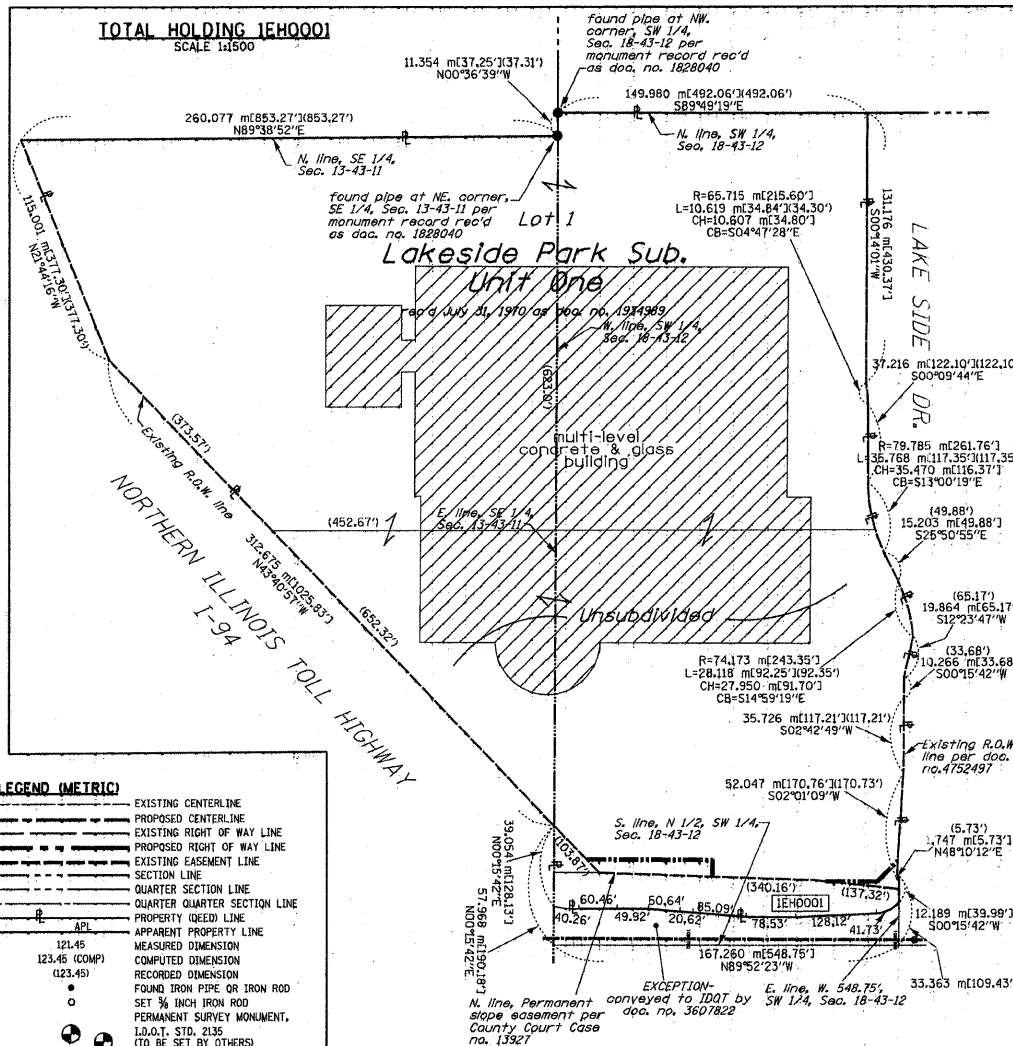 TOTAL HOLDING 1EH0001
SCALE 1:1500
found pipe at NW.
corner, SW 1/4,
Sec. 18-43-12 per
monument record rec'd
as doc. no. 1828040
11.354 m[37.25'](37.31')
N00°36'39"W
149.980 m[492.06'](492.06')
S89°49'19"E
260.077 m[853.27'](853.27')
N89°38'52"E
N. line, SW 1/4,
Sec. 18-43-12
N. line, SE 1/4,
Sec. 13-43-11
found pipe at NE. corner,
SE 1/4, Sec. 13-43-11 per
monument record rec'd
as doc. no. 1828040
Lot 1
R=65.715 m[215.60']
L=10.619 m[34.84'](34.30')
CH=10.607 m[34.80']
CB=S04°47'28"E
131.176 m[430.37']
S00°14'01"W
LAKE SIDE DR.
115.001 m[377.30'](377.30')
N21°44'16"W
Lakeside Park Sub.
Unit One
rec'd July 31, 1970 as doc. no. 1954989
W. line, SW 1/4,
Sec. 18-43-12
(623.0')
37.216 m[122.10'](122.10
S00°09'44"E
(373.57')
Existing R.O.W. line
multi-level
concrete & glass
building
R=79.785 m[261.76']
L=35.768 m[117.35'](117.35
CH=35.470 m[116.37']
CB=S13°00'19"E
(49.88')
15.203 m[49.88']
S25°50'55"E
(452.67')
E. line, SE 1/4,
Sec. 13-43-11
NORTHERN ILLINOIS TOLL HIGHWAY
I-94
312.675 m[1025.83']
N43°40'57"W
(652.32')
Unsubdivided
(65.17')
19.864 m[65.17'
S12°23'47"W
(33.68')
10.266 m[33.68
S00°15'42"W
R=74.173 m[243.35']
L=28.118 m[92.25'](92.35')
CH=27.950 m[91.70']
CB=S14°59'19"E
35.726 m[117.21'](117.21')
S02°42'49"W
Existing R.O.W
line per doc.
no.4752497
52.047 m[170.76'](170.73')
S02°01'09"W
S. line, N 1/2, SW 1/4,
Sec. 18-43-12
(5.73')
1.747 m[5.73']
N48°10'12"E
39.054 m[128.13']
N00°15'42"E
(103.87')
(340.16')
(137.32')
1EH0001
57.968 m[190.18']
N00°15'42"E
60.46'
50.64'
85.09'
40.26'
49.92'
20.62'
78.53'
128.12'
41.73'
12.189 m[39.99']
S00°15'42"W
167.260 m[548.75']
N89°52'23"W
33.363 m[109.43'
N. line, Permanent
slope easement per
County Court Case
no. 13927
EXCEPTION-
conveyed to IDOT by
doc. no. 3607822
E. line, W. 548.75',
SW 1/4, Sec. 18-43-12
LEGEND (METRIC)
EXISTING CENTERLINE
PROPOSED CENTERLINE
EXISTING RIGHT OF WAY LINE
PROPOSED RIGHT OF WAY LINE
EXISTING EASEMENT LINE
SECTION LINE
QUARTER SECTION LINE
QUARTER QUARTER SECTION LINE
PROPERTY (DEED) LINE
APL APPARENT PROPERTY LINE
121.45 MEASURED DIMENSION
123.45 (COMP) COMPUTED DIMENSION
(123.45) RECORDED DIMENSION
FOUND IRON PIPE OR IRON ROD
SET 5/8 INCH IRON ROD
PERMANENT SURVEY MONUMENT,
I.D.O.T. STD. 2135
(TO BE SET BY OTHERS)